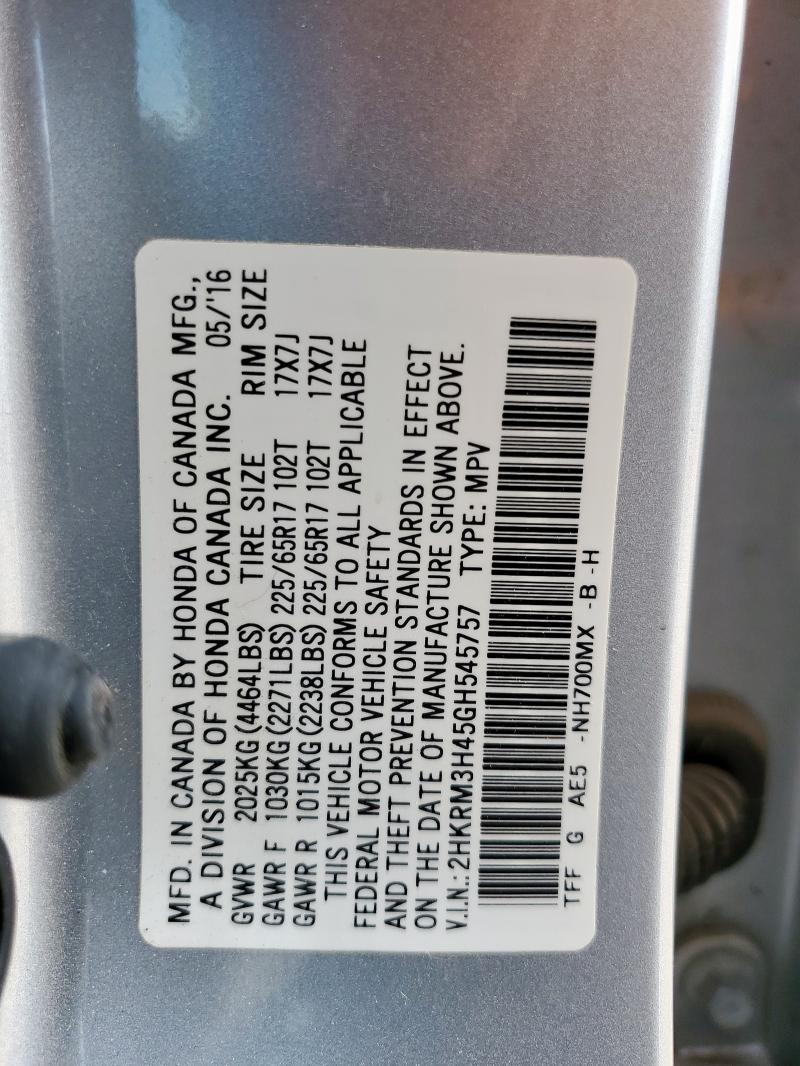 MFD. IN CANADA BY HONDA OF CANADA MFG.,
A DIVISION OF HONDA CANADA INC. 05/'16
GVWR 2025KG(4464LBS) TIRE SIZE RIM SIZE
GAWR F 1030KG(2271LBS) 225/65R17 102T 17X7J
GAWR R 1015KG(2238LBS) 225/65R17 102T 17X7J
THIS VEHICLE CONFORMS TO ALL APPLICABLE
FEDERAL MOTOR VEHICLE SAFETY
AND THEFT PREVENTION STANDARDS IN EFFECT
ON THE DATE OF MANUFACTURE SHOWN ABOVE.
V.I.N.:2HKRM3H45GH545757 TYPE: MPV
TFF G AE5 -NH700MX -B -H